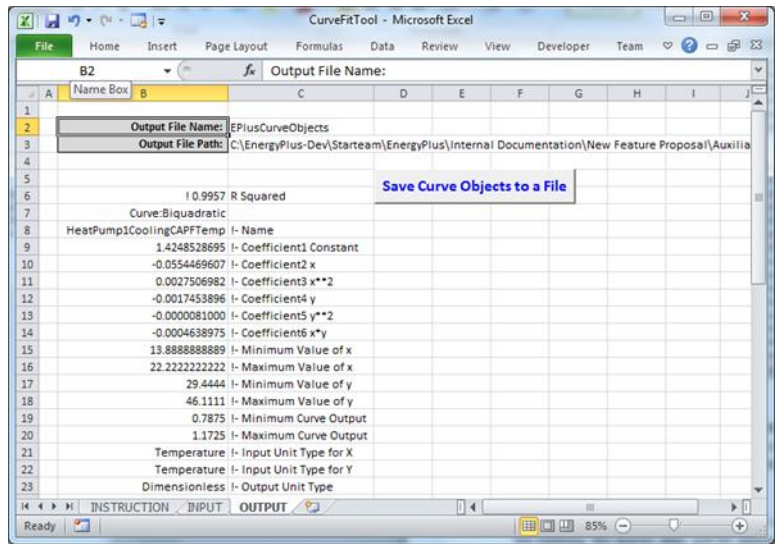 CurveFitTool - Microsoft Excel
File Home Insert Page Layout Formulas Data Review View Developer Team
B2 fx Output File Name:
Name Box
A B C D E F G H I J
1
2 Output File Name: EPlusCurveObjects
3 Output File Path: C:\EnergyPlus-Dev\Starteam\EnergyPlus\Internal Documentation\New Feature Proposal\Auxilia
4
5
Save Curve Objects to a File
6 ! 0.9957 R Squared
7 Curve:Biquadratic
8 HeatPump1CoolingCAPFTemp !- Name
9 1.4248528695 !- Coefficient1 Constant
10 -0.0554469607 !- Coefficient2 x
11 0.0027506982 !- Coefficient3 x**2
12 -0.0017453896 !- Coefficient4 y
13 -0.0000081000 !- Coefficient5 y**2
14 -0.0004638975 !- Coefficient6 x*y
15 13.8888888889 !- Minimum Value of x
16 22.2222222222 !- Maximum Value of x
17 29.4444 !- Minimum Value of y
18 46.1111 !- Maximum Value of y
19 0.7875 !- Minimum Curve Output
20 1.1725 !- Maximum Curve Output
21 Temperature !- Input Unit Type for X
22 Temperature !- Input Unit Type for Y
23 Dimensionless !- Output Unit Type
INSTRUCTION INPUT OUTPUT
Ready 85%